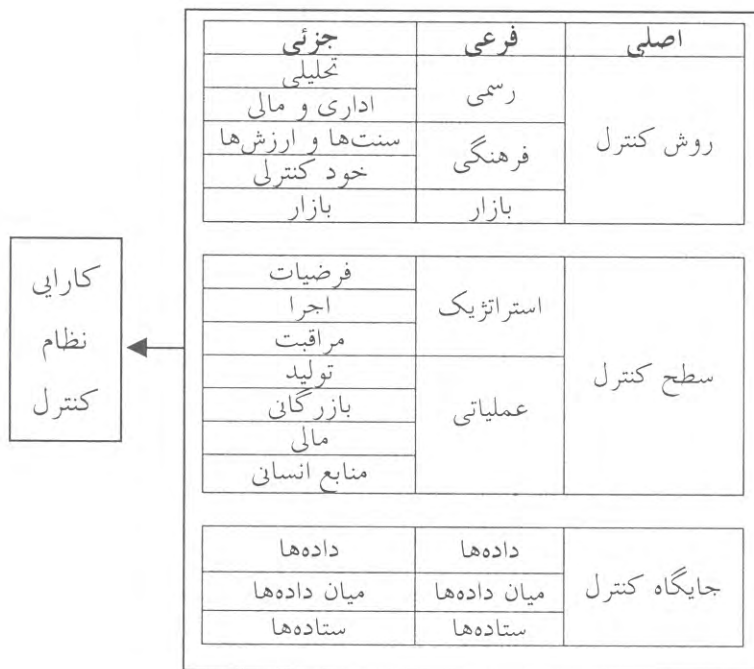 اصلی فرعی جزئی
روش کنترل رسمی تحلیلی
اداری و مالی
فرهنگی سنت‌ها و ارزش‌ها
خود کنترلی
بازار بازار
سطح کنترل استراتژیک فرضیات
اجرا
مراقبت
عملیاتی تولید
بازرگانی
مالی
منابع انسانی
جایگاه کنترل داده‌ها داده‌ها
میان داده‌ها میان داده‌ها
ستاده‌ها ستاده‌ها
کارایی
نظام
کنترل